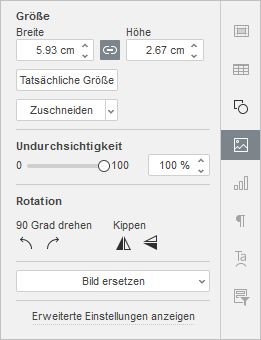 Größe
Breite Höhe
5.93 cm 2.67 cm
Tatsächliche Größe
Zuschneiden
Undurchsichtigkeit
0 100 100 %
Rotation
90 Grad drehen Kippen
Bild ersetzen
Erweiterte Einstellungen anzeigen
¶
Ta